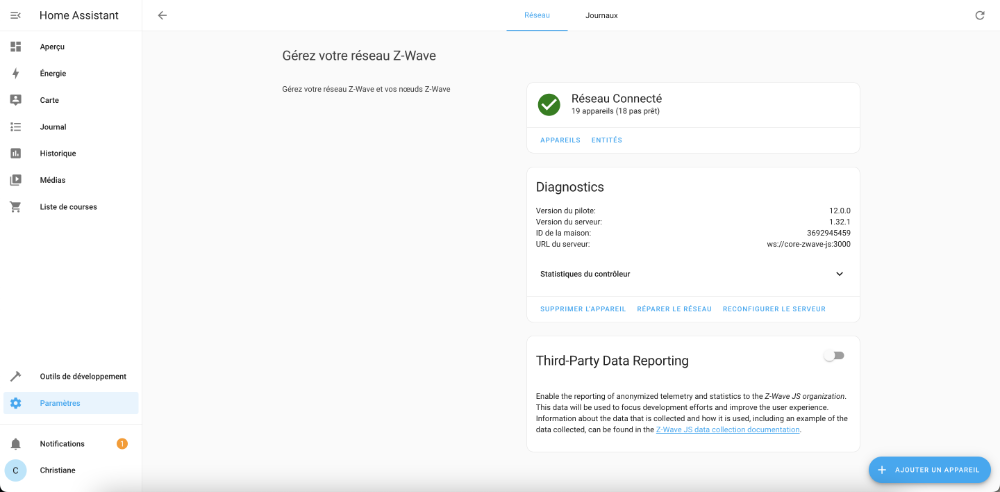 Home Assistant
Aperçu
Énergie
Carte
Journal
Historique
Médias
Liste de courses
Outils de développement
Paramètres
Notifications
1
C
Christiane
Réseau
Journaux
Gérez votre réseau Z-Wave
Gérez votre réseau Z-Wave et vos nœuds Z-Wave
Réseau Connecté
19 appareils (18 pas prêt)
APPAREILS ENTITÉS
Diagnostics
Version du pilote: 12.0.0
Version du serveur: 1.32.1
ID de la maison: 3692945459
URL du serveur: ws://core-zwave-js:3000
Statistiques du contrôleur
SUPPRIMER L'APPAREIL RÉPARER LE RÉSEAU RECONFIGURER LE SERVEUR
Third-Party Data Reporting
Enable the reporting of anonymized telemetry and statistics to the Z-Wave JS organization.
This data will be used to focus development efforts and improve the user experience.
Information about the data that is collected and how it is used, including an example of the
data collected, can be found in the Z-Wave JS data collection documentation.
AJOUTER UN APPAREIL